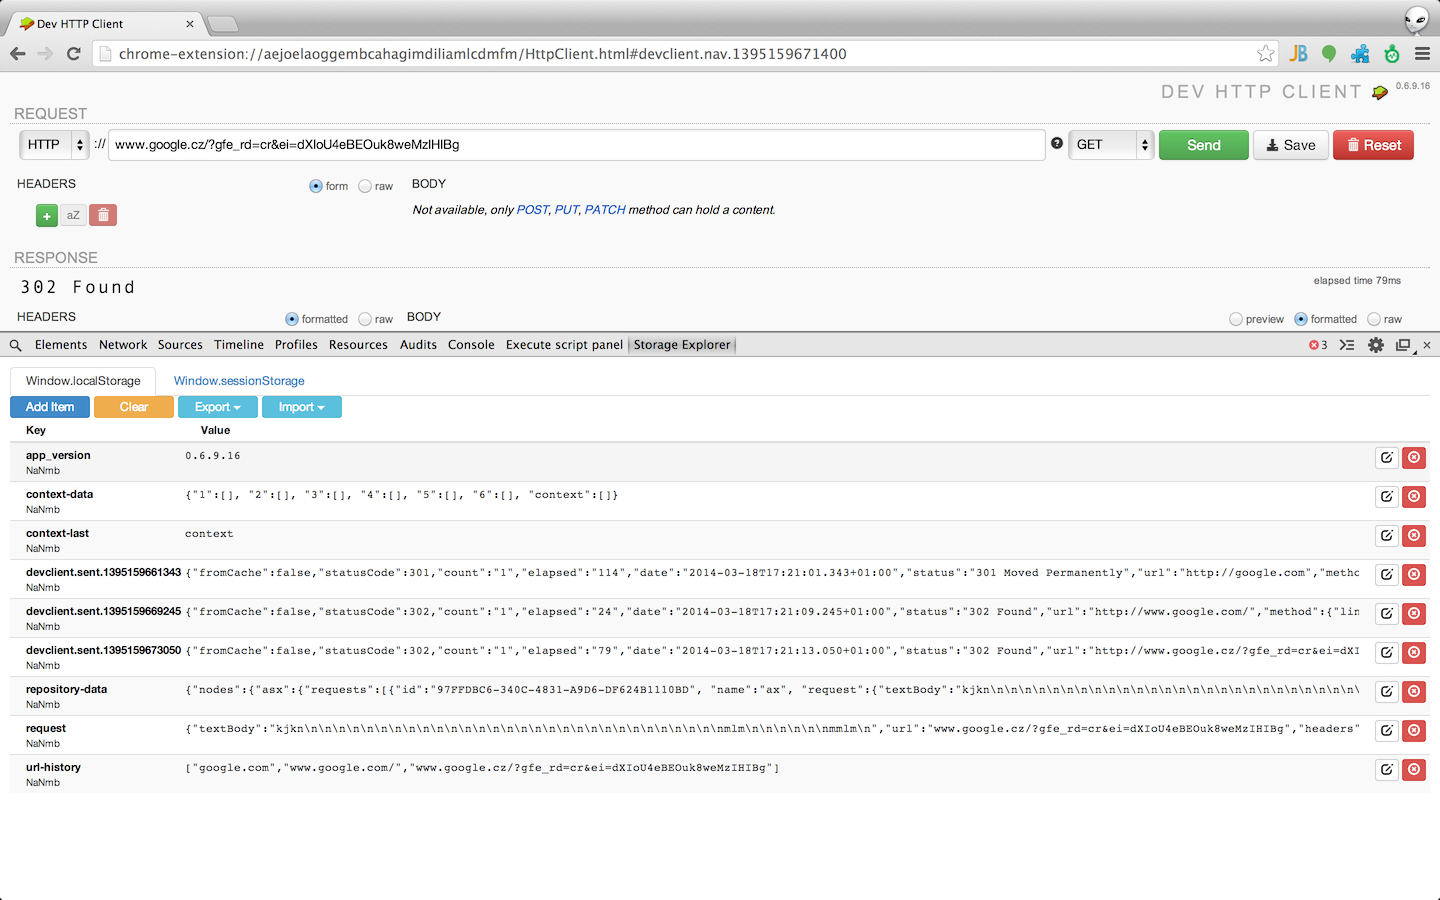 Dev HTTP Client
chrome-extension://aejoelaoggembcahagimdiliamlcdmfm/HttpClient.html#devclient.nav.1395159671400
JB
DEV HTTP CLIENT 0.6.9.16
REQUEST
HTTP :// www.google.cz/?gfe_rd=cr&ei=dXIoU4eBEOuk8weMzIHIBg ? GET Send Save Reset
HEADERS form raw BODY
+ aZ Not available, only POST, PUT, PATCH method can hold a content.
RESPONSE
302 Found elapsed time 79ms
HEADERS formatted raw BODY preview formatted raw
Elements Network Sources Timeline Profiles Resources Audits Console Execute script panel Storage Explorer 3
Window.localStorage Window.sessionStorage
Add Item Clear Export Import
Key Value
app_version 0.6.9.16
NaNmb
context-data {"1":[], "2":[], "3":[], "4":[], "5":[], "6":[], "context":[]}
NaNmb
context-last context
NaNmb
devclient.sent.1395159661343 {"fromCache":false,"statusCode":301,"count":"1","elapsed":"114","date":"2014-03-18T17:21:01.343+01:00","status":"301 Moved Permanently","url":"http://google.com","metho
NaNmb
devclient.sent.1395159669245 {"fromCache":false,"statusCode":302,"count":"1","elapsed":"24","date":"2014-03-18T17:21:09.245+01:00","status":"302 Found","url":"http://www.google.com/","method":{"lin
NaNmb
devclient.sent.1395159673050 {"fromCache":false,"statusCode":302,"count":"1","elapsed":"79","date":"2014-03-18T17:21:13.050+01:00","status":"302 Found","url":"http://www.google.cz/?gfe_rd=cr&ei=dXI
NaNmb
repository-data {"nodes":{"asx":{"requests":[{"id":"97FFDBC6-340C-4831-A9D6-DF624B1110BD", "name":"ax", "request":{"textBody":"kjkn\n\n\n\n\n\n\n\n\n\n\n\n\n\n\n\n\n\n\n\n\n\n\n\n\n\n\
NaNmb
request {"textBody":"kjkn\n\n\n\n\n\n\n\n\n\n\n\n\n\n\n\n\n\n\n\n\n\n\n\n\n\n\n\n\n\nmlm\n\n\n\n\n\n\nmmlm\n","url":"www.google.cz/?gfe_rd=cr&ei=dXIoU4eBEOuk8weMzIHIBg","headers"
NaNmb
url-history ["google.com","www.google.com/","www.google.cz/?gfe_rd=cr&ei=dXIoU4eBEOuk8weMzIHIBg"]
NaNmb